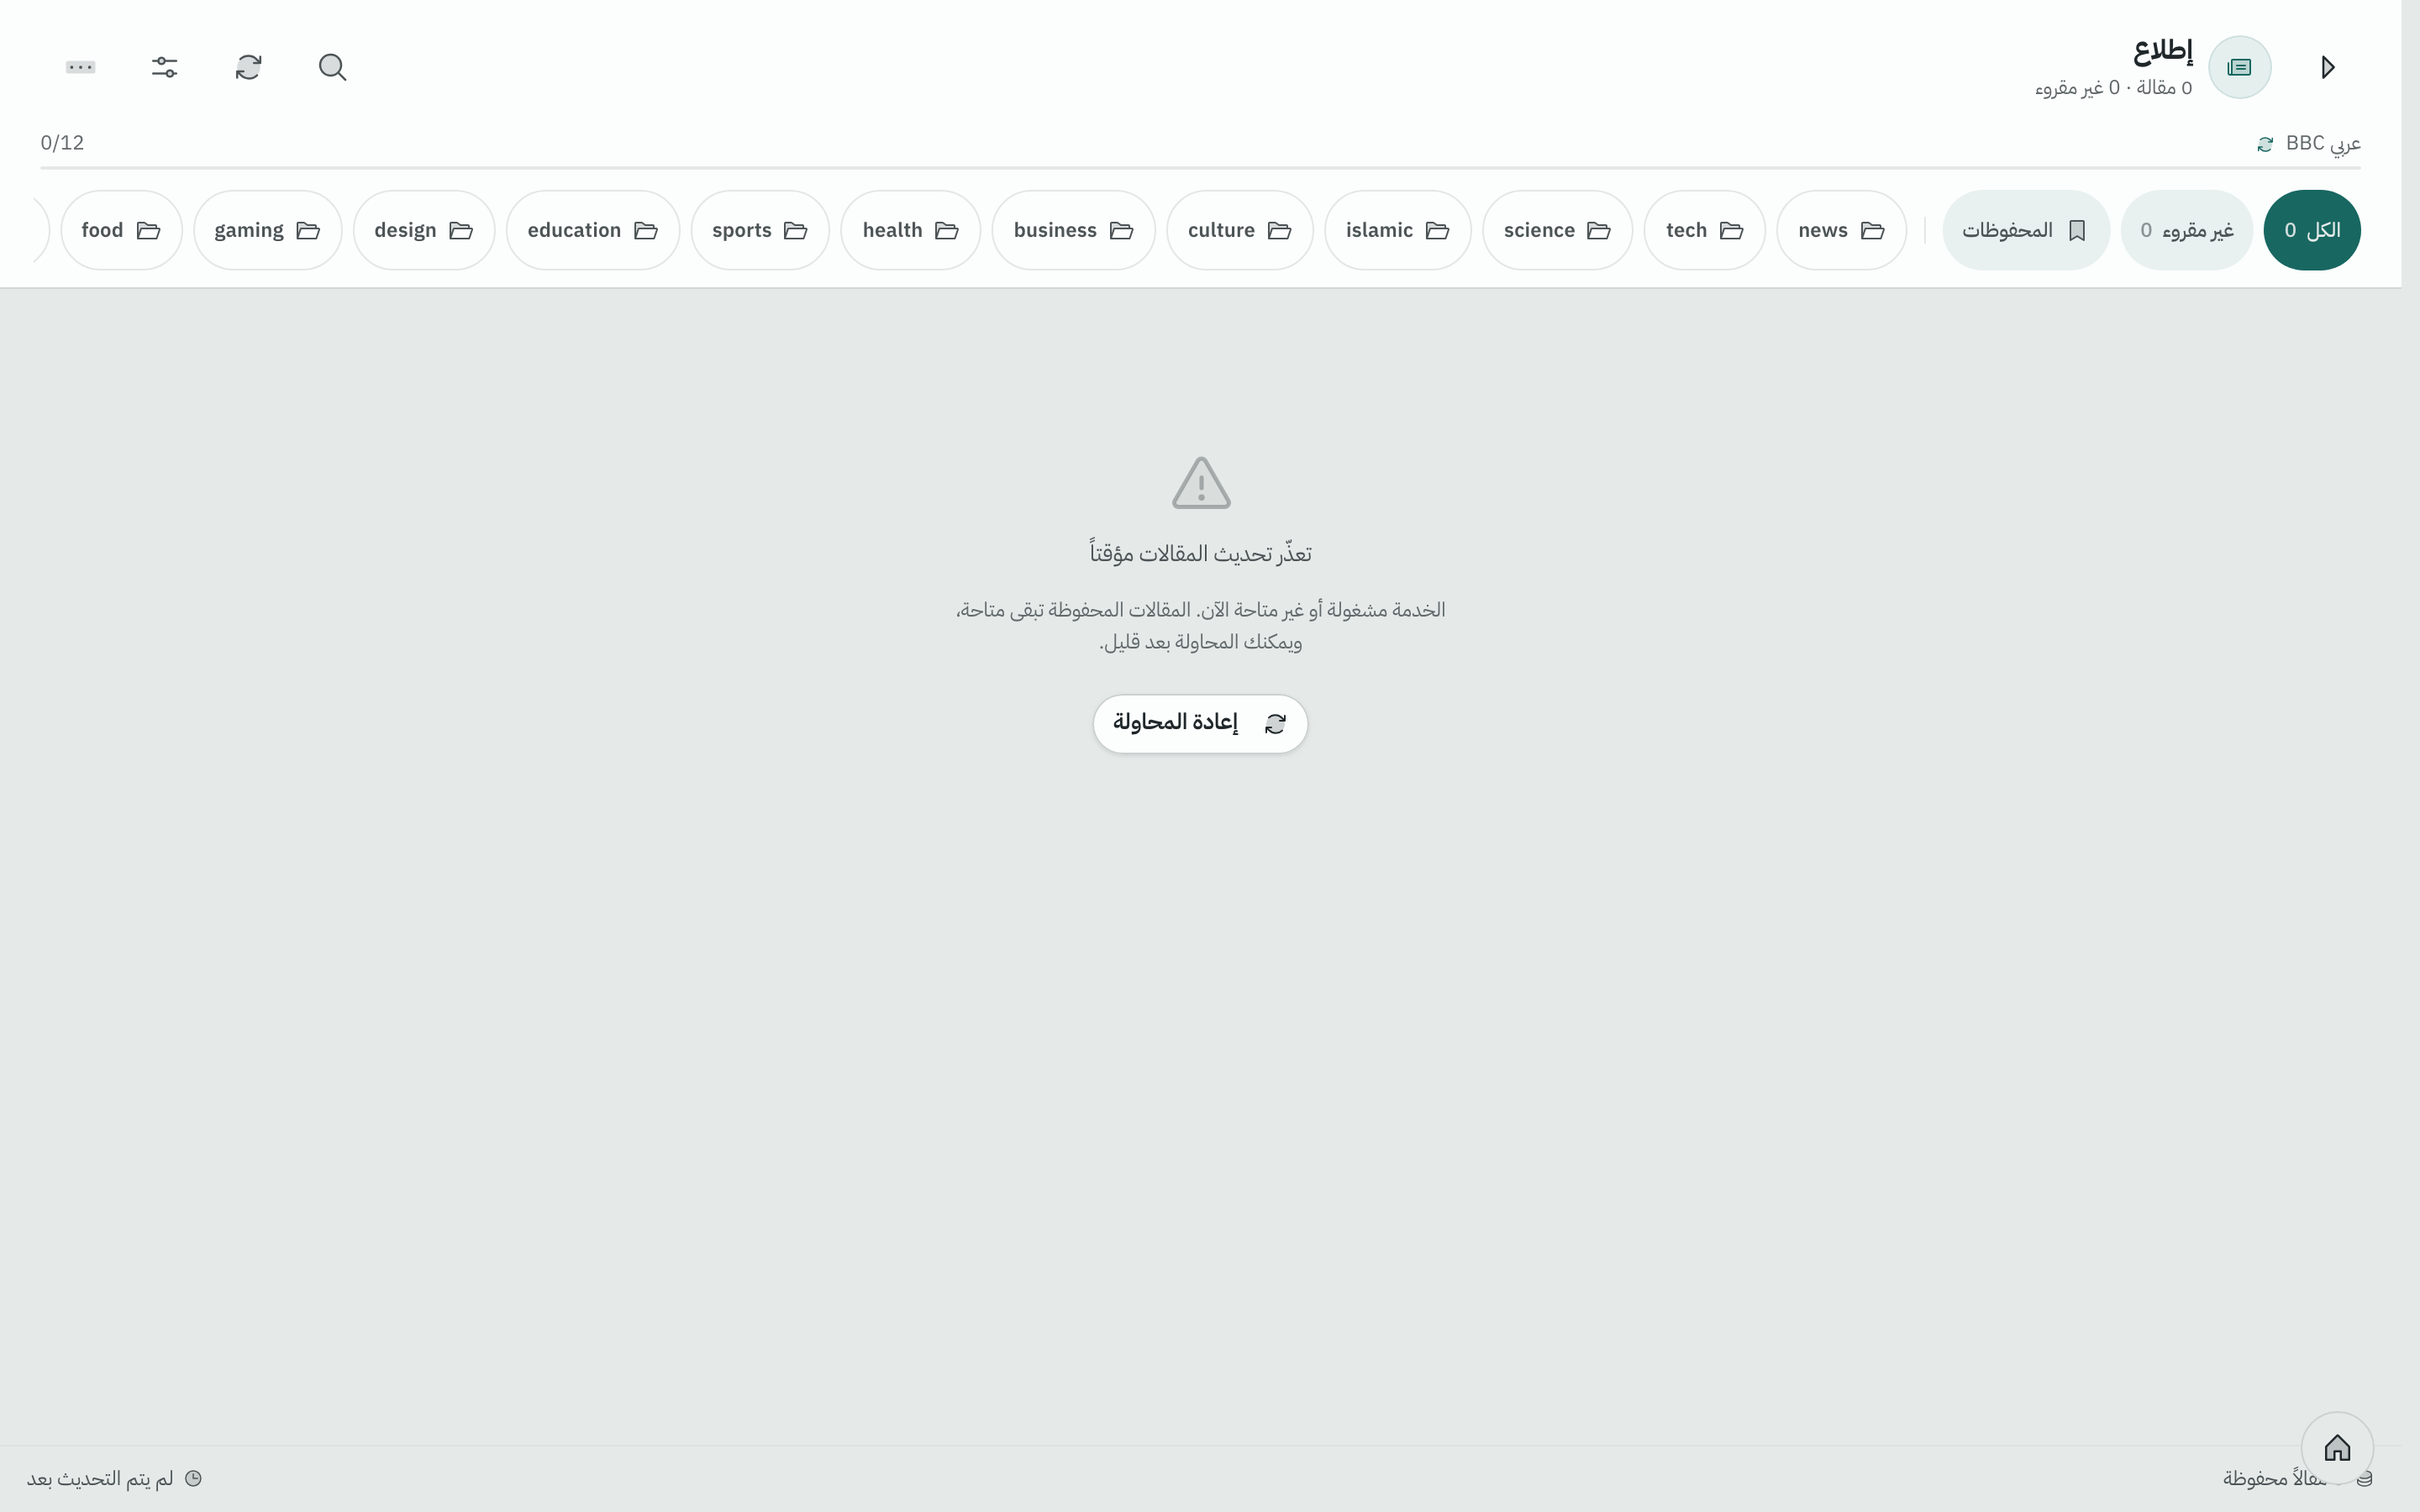 إطلاع
0 مقالة · 0 غير مقروء
عربي BBC
0/12
الكل 0
غير مقروء 0
المحفوظات
news
tech
science
islamic
culture
business
health
sports
education
design
gaming
food
تعذّر تحديث المقالات مؤقتاً
الخدمة مشغولة أو غير متاحة الآن. المقالات المحفوظة تبقى متاحة،
ويمكنك المحاولة بعد قليل.
إعادة المحاولة
محفوظة
لم يتم التحديث بعد